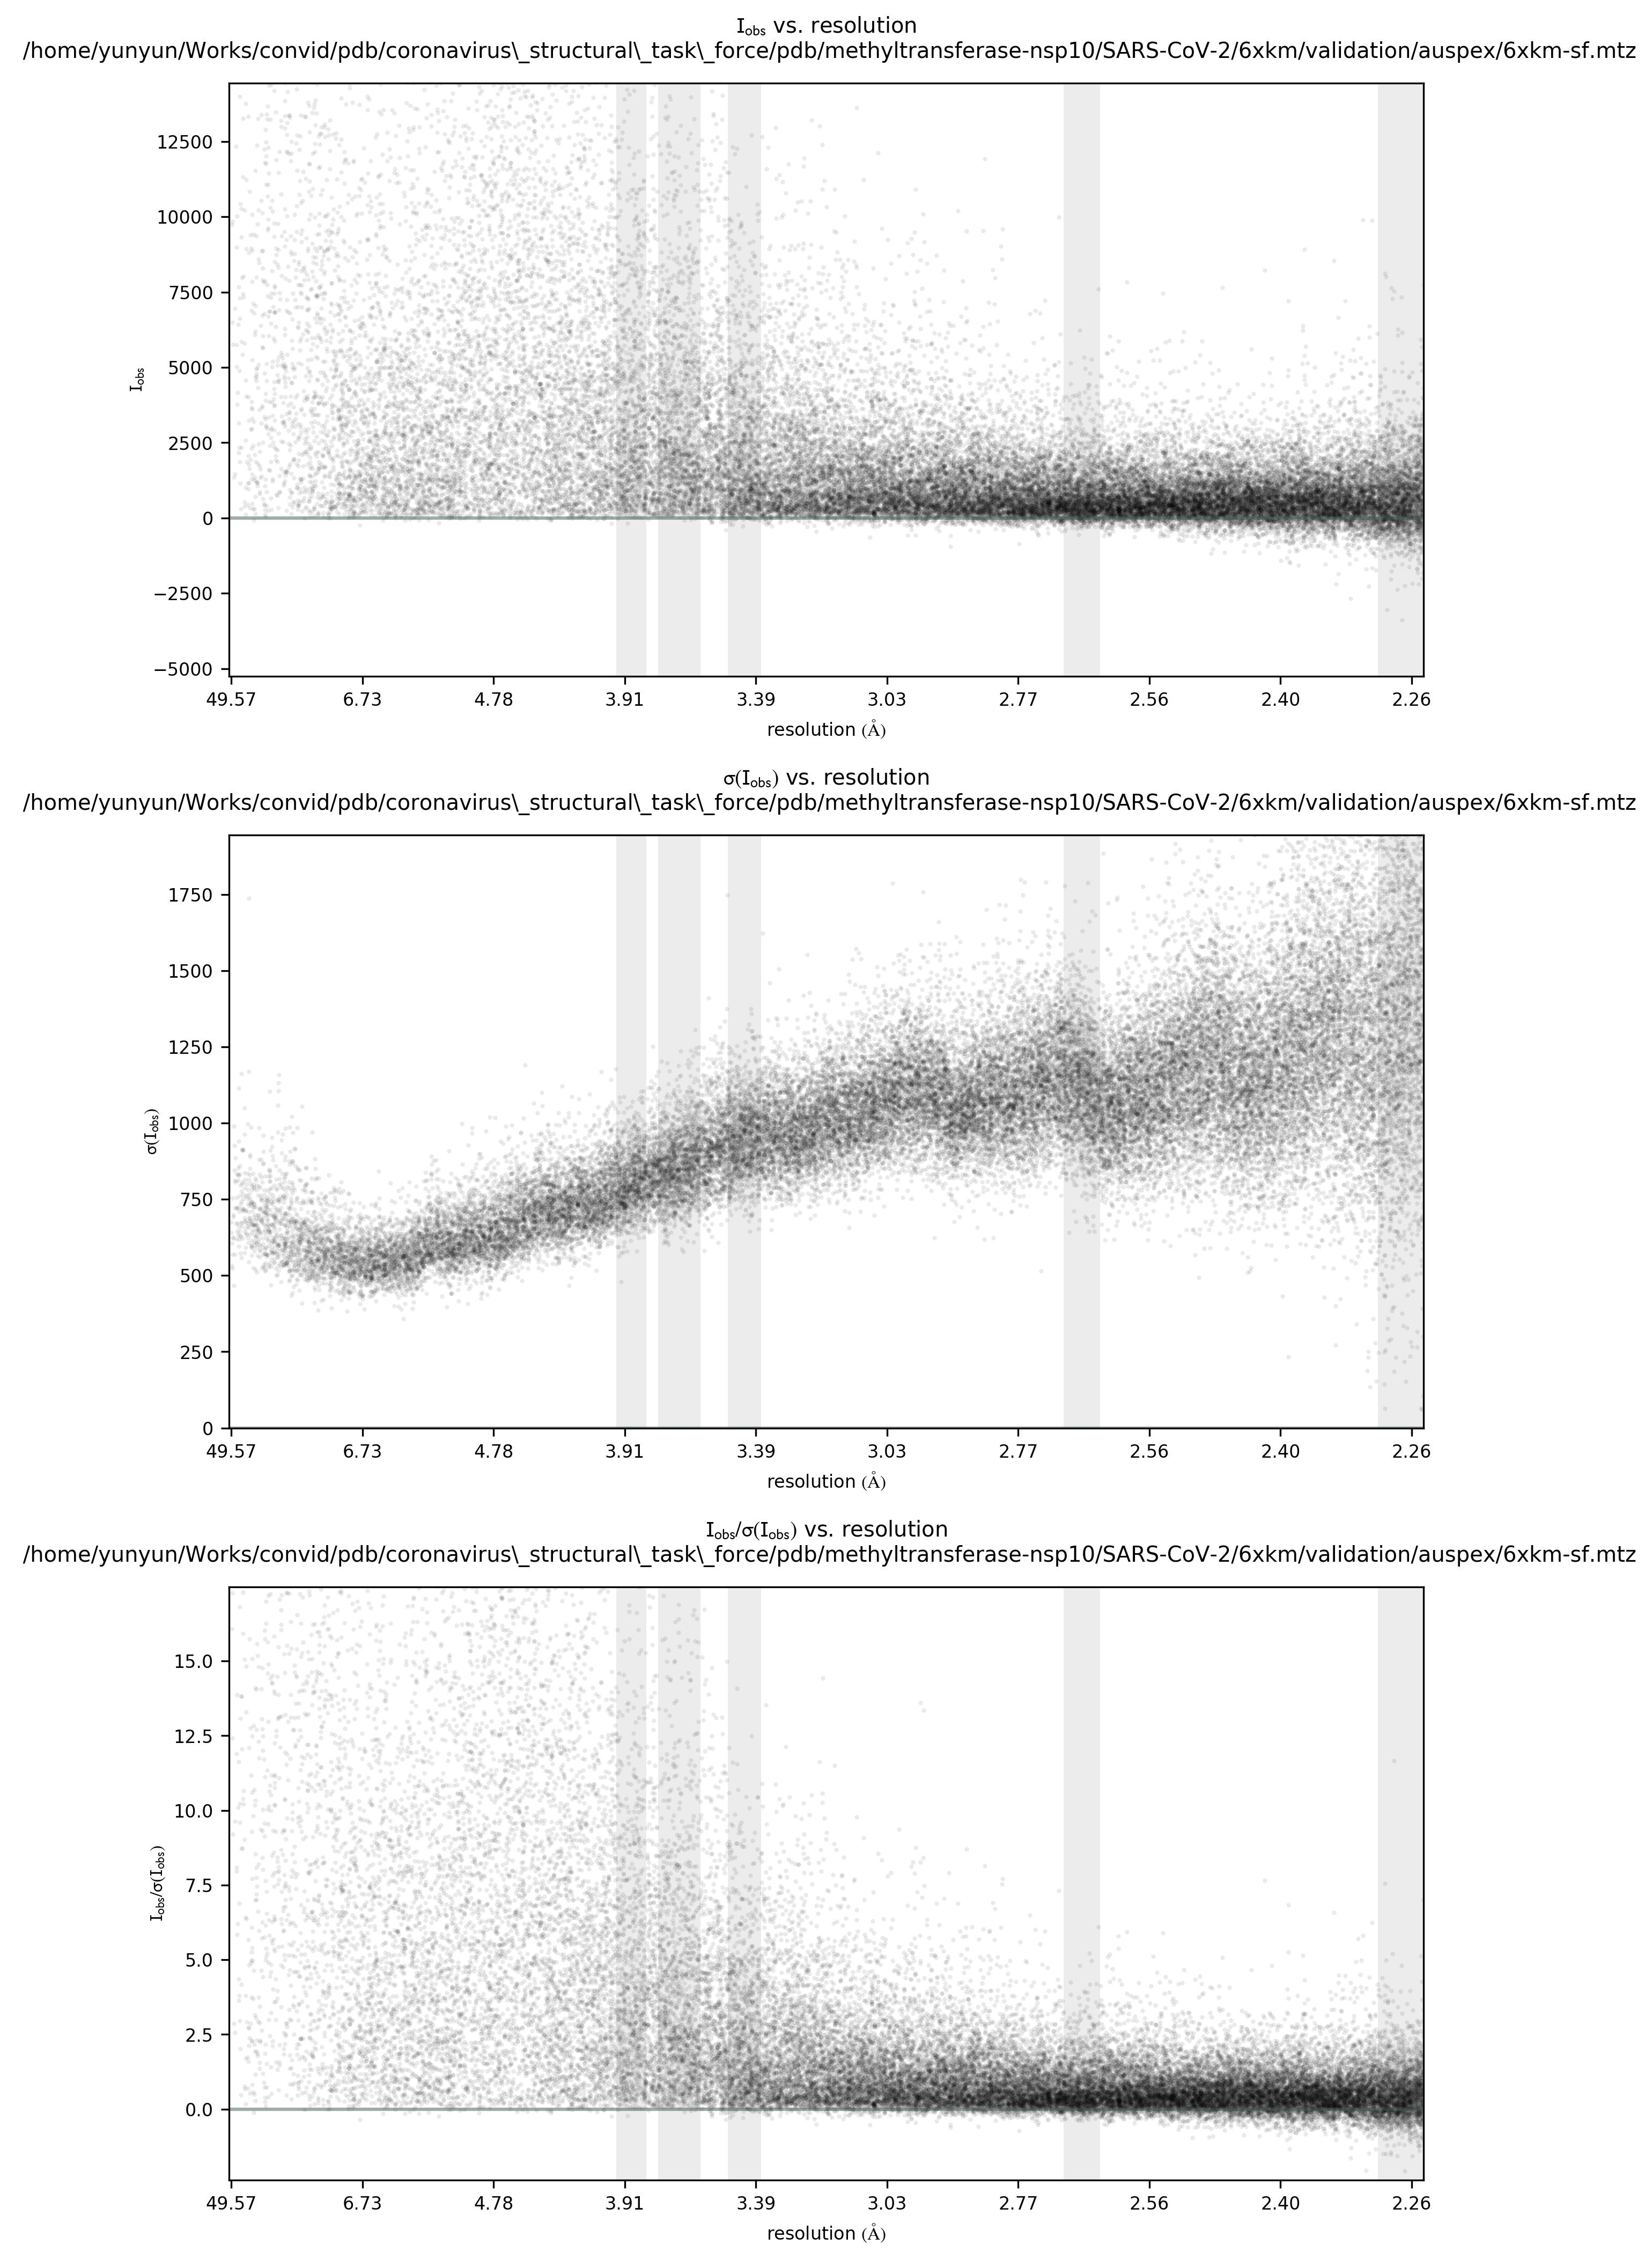 I_obs vs. resolution
/home/yunyun/Works/convid/pdb/coronavirus\_structural\_task\_force/pdb/methyltransferase-nsp10/SARS-CoV-2/6xkm/validation/auspex/6xkm-sf.mtz
12500
10000
7500
5000
2500
0
−2500
−5000
I_obs
49.57 6.73 4.78 3.91 3.39 3.03 2.77 2.56 2.40 2.26
resolution (Å)
σ(I_obs) vs. resolution
/home/yunyun/Works/convid/pdb/coronavirus\_structural\_task\_force/pdb/methyltransferase-nsp10/SARS-CoV-2/6xkm/validation/auspex/6xkm-sf.mtz
1750
1500
1250
1000
750
500
250
0
σ(I_obs)
49.57 6.73 4.78 3.91 3.39 3.03 2.77 2.56 2.40 2.26
resolution (Å)
I_obs/σ(I_obs) vs. resolution
/home/yunyun/Works/convid/pdb/coronavirus\_structural\_task\_force/pdb/methyltransferase-nsp10/SARS-CoV-2/6xkm/validation/auspex/6xkm-sf.mtz
15.0
12.5
10.0
7.5
5.0
2.5
0.0
I_obs/σ(I_obs)
49.57 6.73 4.78 3.91 3.39 3.03 2.77 2.56 2.40 2.26
resolution (Å)